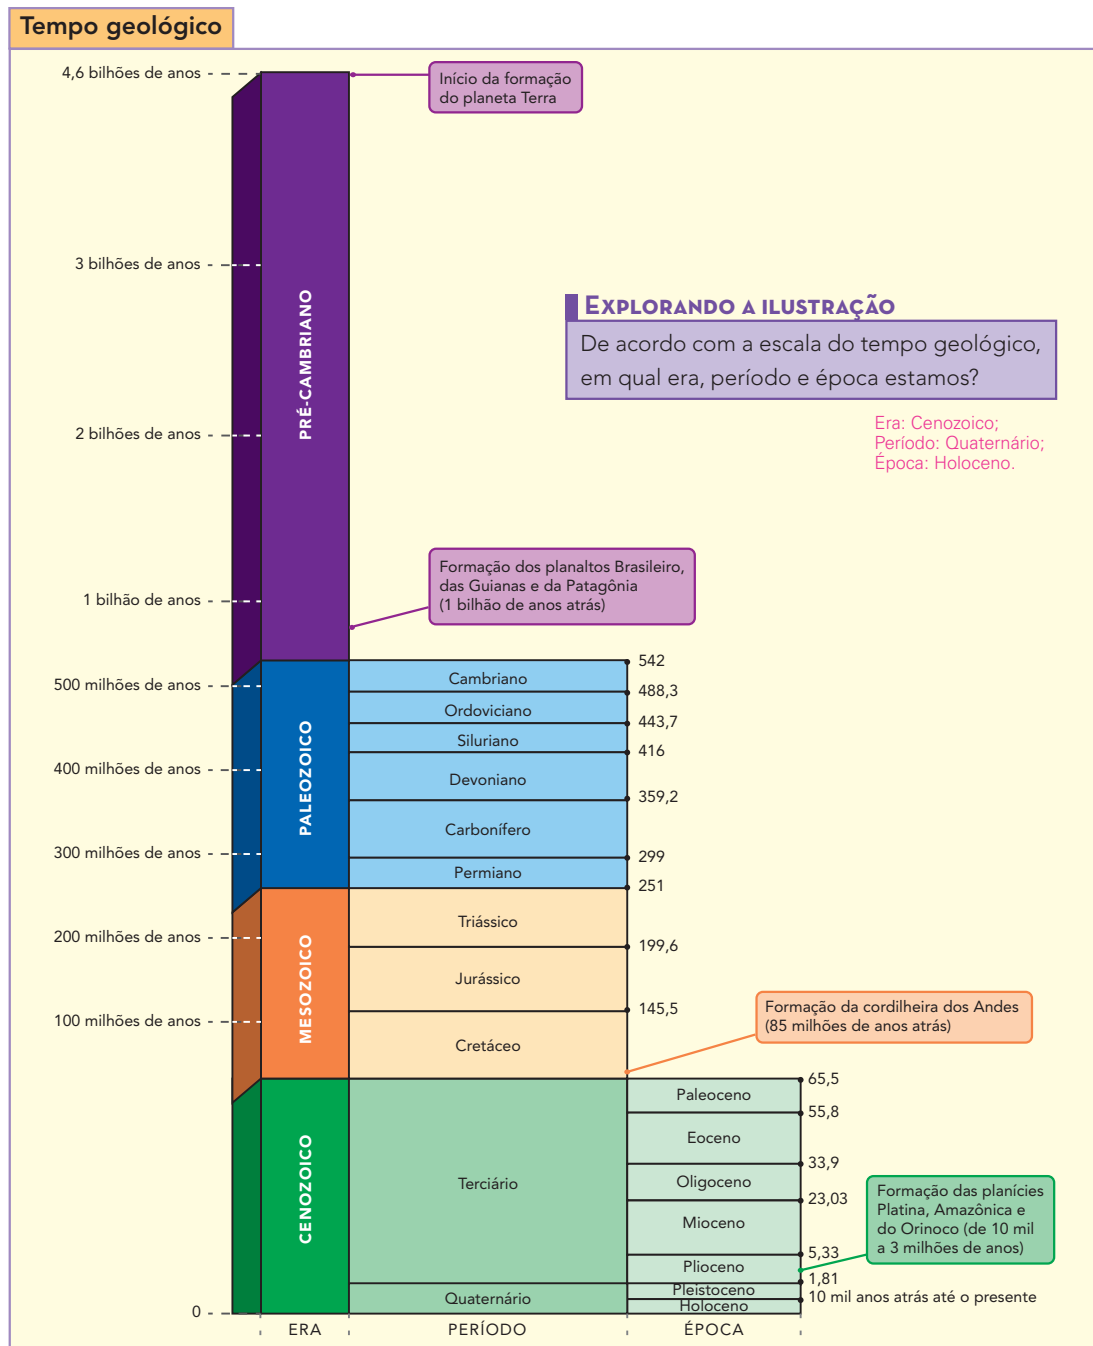 Tempo geológico
4,6 bilhões de anos
Início da formação
do planeta Terra
3 bilhões de anos
EXPLORANDO A ILUSTRAÇÃO
De acordo com a escala do tempo geológico,
em qual era, período e época estamos?
Era: Cenozoico;
Período: Quaternário;
Época: Holoceno.
2 bilhões de anos
PRÉ-CAMBRIANO
Formação dos planaltos Brasileiro,
das Guianas e da Patagônia
(1 bilhão de anos atrás)
1 bilhão de anos
542
Cambriano
500 milhões de anos
488,3
Ordoviciano
443,7
Siluriano
416
400 milhões de anos
Devoniano
PALEOZOICO
359,2
Carbonífero
300 milhões de anos
299
Permiano
251
Triássico
200 milhões de anos
199,6
MESOZOICO
Jurássico
145,5
100 milhões de anos
Formação da cordilheira dos Andes
(85 milhões de anos atrás)
Cretáceo
65,5
Paleoceno
55,8
Eoceno
33,9
CENOZOICO
Terciário
Oligoceno
23,03
Mioceno
Formação das planícies
Platina, Amazônica e
do Orinoco (de 10 mil
a 3 milhões de anos)
5,33
Plioceno
1,81
Pleistoceno
Quaternário
10 mil anos atrás até o presente
Holoceno
0
ERA
PERÍODO
ÉPOCA